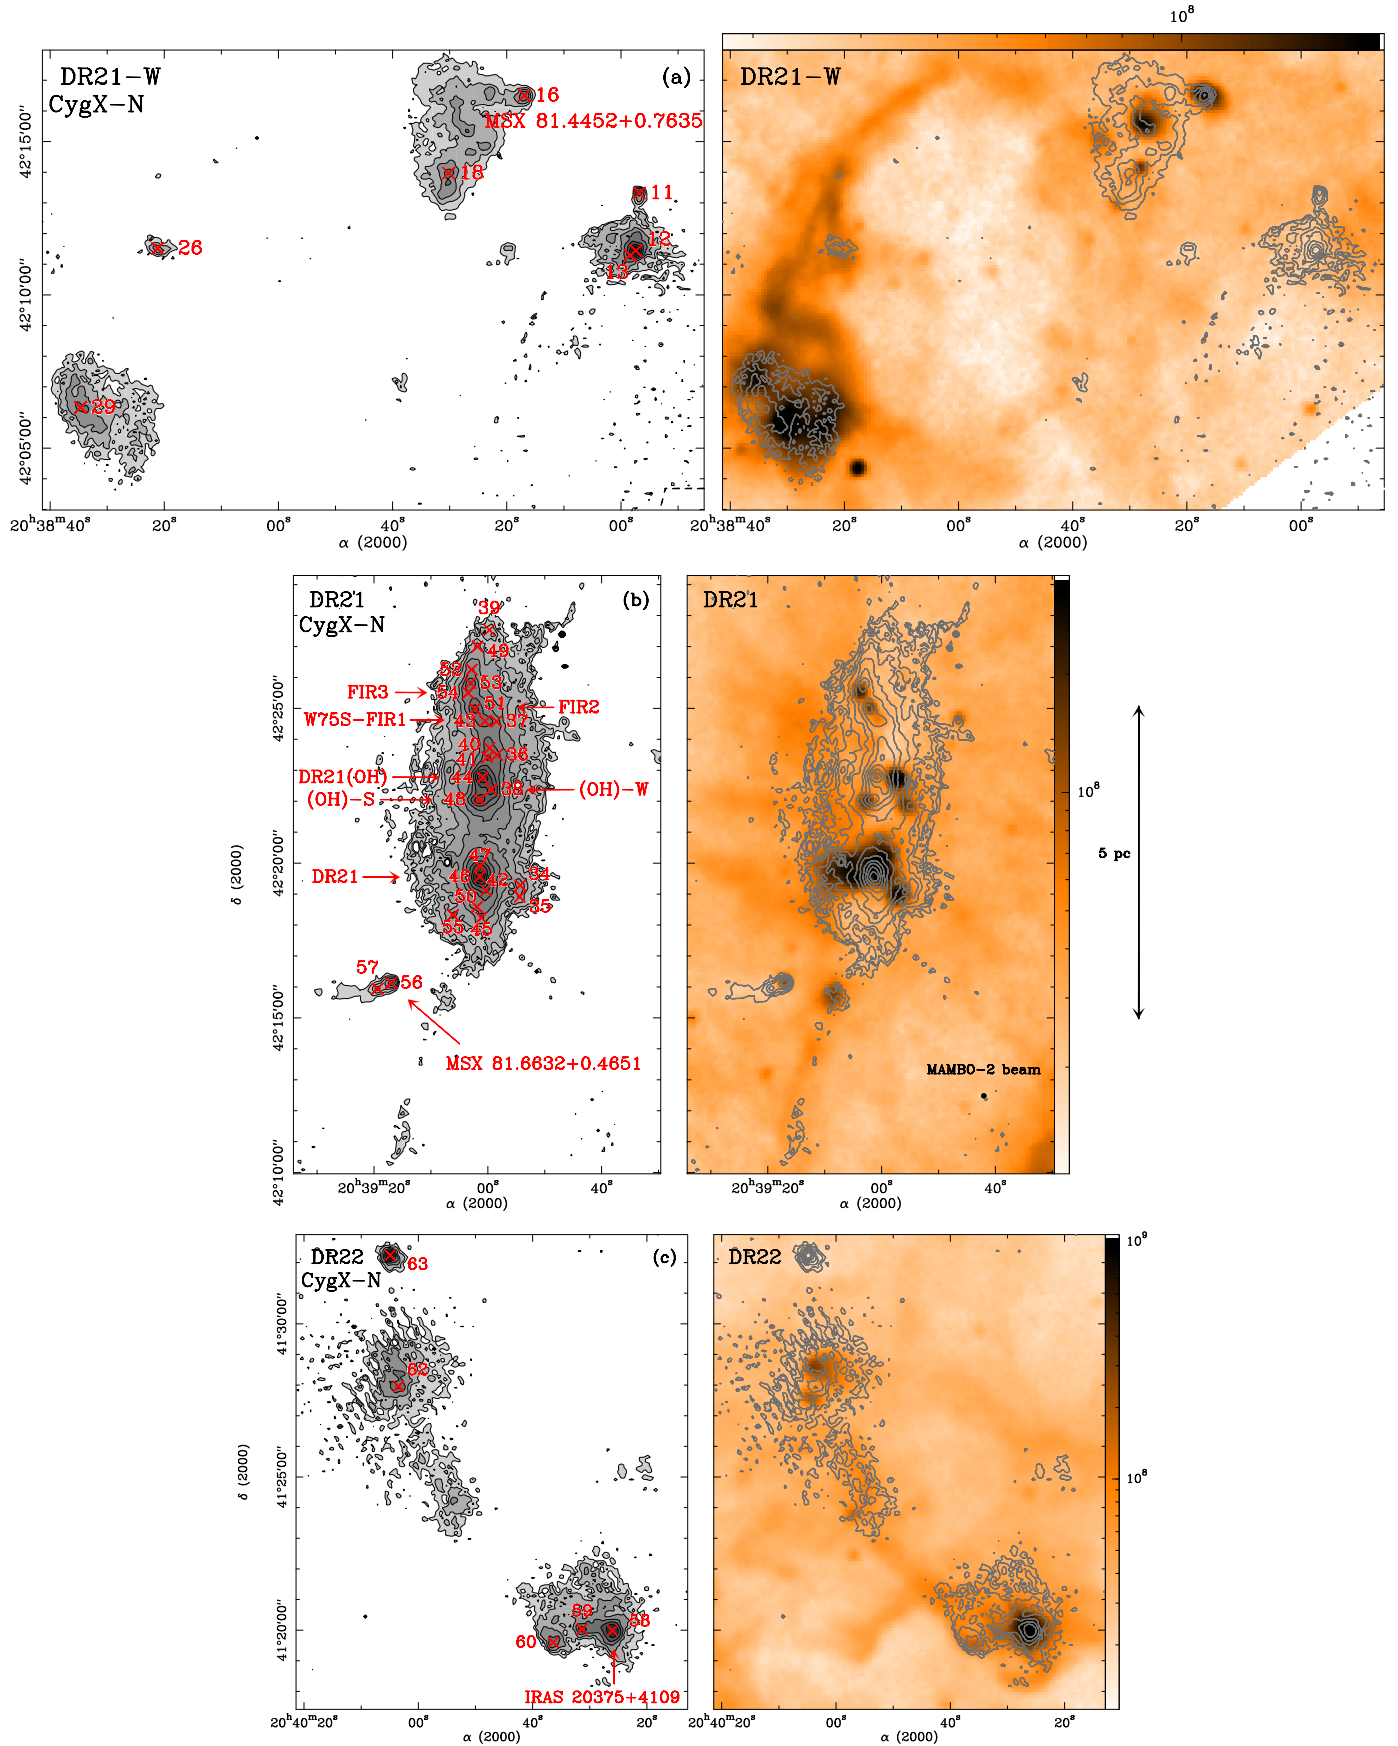 10⁸
DR21-W
CygX-N
(a)
16
MSX 81.4452+0.7635
18
11
12
13
26
29
42°15′00″
42°10′00″
42°05′00″
20ʰ38ᵐ40ˢ
20ˢ
00ˢ
40ˢ
20ˢ
00ˢ
20ˢ
α (2000)
DR21-W
20ʰ38ᵐ40ˢ
20ˢ
00ˢ
40ˢ
20ˢ
00ˢ
α (2000)
DR21
CygX-N
(b)
39
49
52
53
FIR3
54
51
FIR2
W75S-FIR1
43
37
40
41
36
DR21(OH)
44
38
(OH)-W
(OH)-S
48
47
DR21
46
42
34
50
35
55
45
57
56
MSX 81.6632+0.4651
42°25′00″
42°20′00″
42°15′00″
42°10′00″
δ (2000)
20ʰ39ᵐ20ˢ
00ˢ
40ˢ
α (2000)
DR21
10⁸
5 pc
MAMBO-2 beam
20ʰ39ᵐ20ˢ
00ˢ
40ˢ
α (2000)
DR22
CygX-N
(c)
63
62
59
58
60
IRAS 20375+4109
41°30′00″
41°25′00″
41°20′00″
δ (2000)
20ʰ40ᵐ20ˢ
00ˢ
40ˢ
20ˢ
α (2000)
DR22
10⁹
10⁸
20ʰ40ᵐ20ˢ
00ˢ
40ˢ
20ˢ
α (2000)